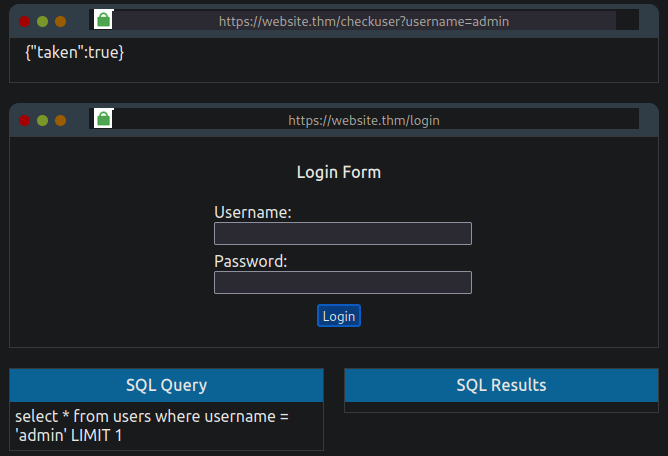 https://website.thm/checkuser?username=admin
{"taken":true}
https://website.thm/login
Login Form
Username:
Password:
Login
SQL Query
select * from users where username =
'admin' LIMIT 1
SQL Results